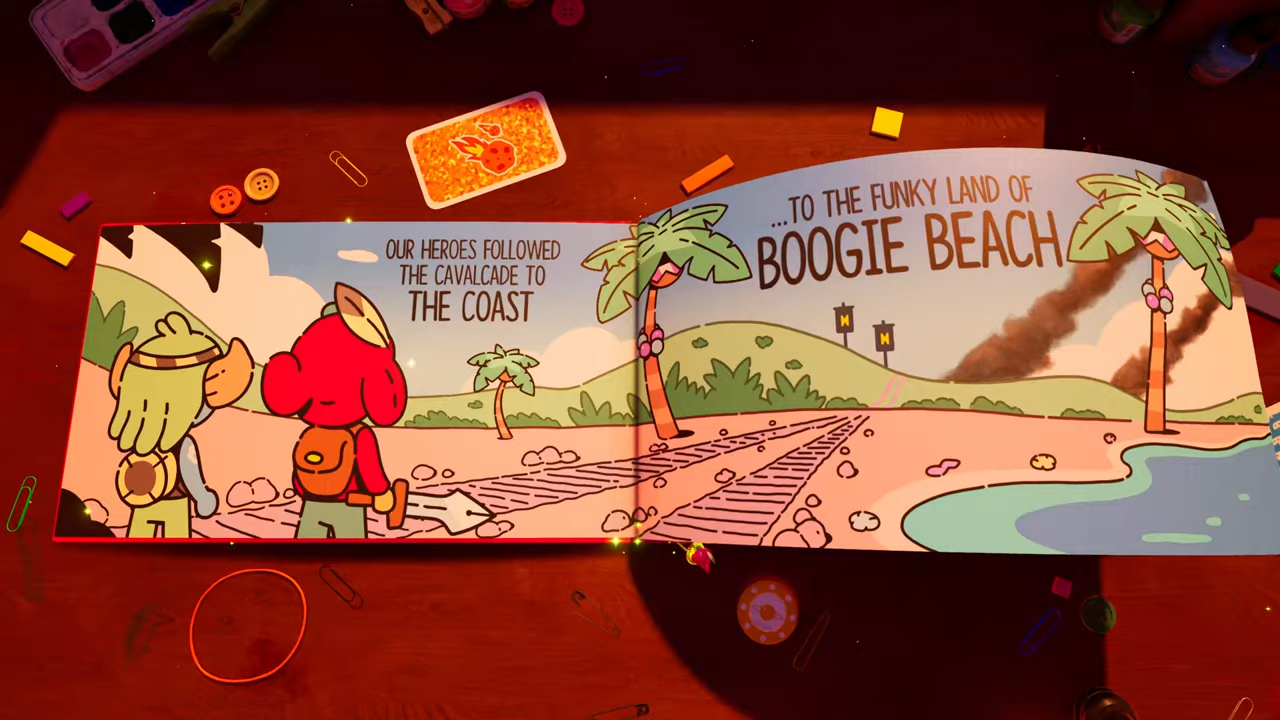 OUR HEROES FOLLOWED
THE CAVALCADE TO
THE COAST
...TO THE FUNKY LAND OF
BOOGIE BEACH